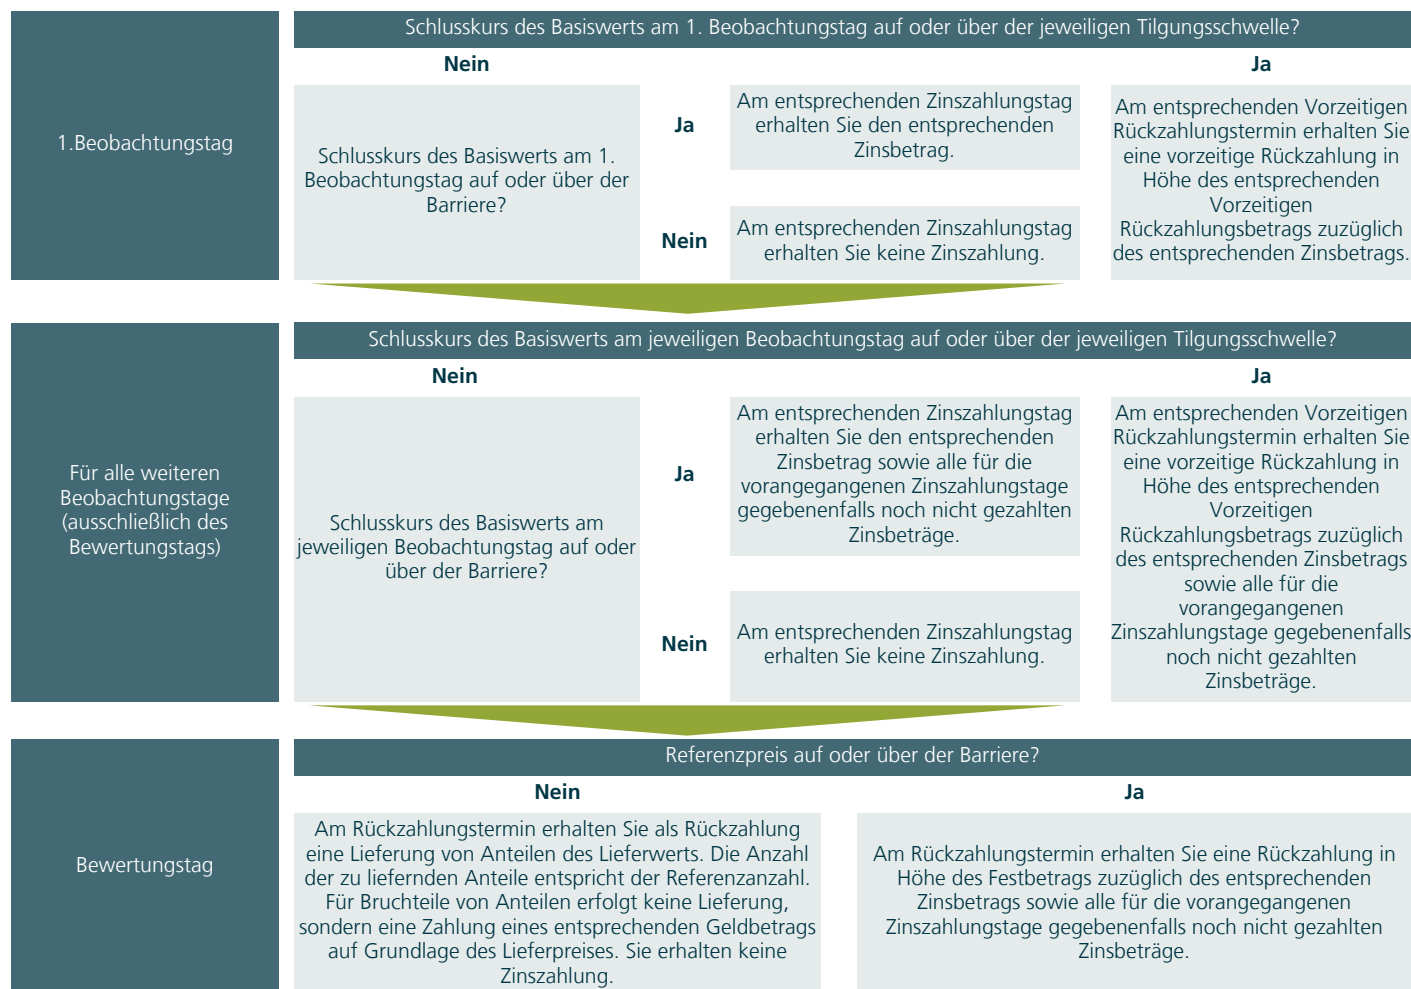 Schlusskurs des Basiswerts am 1. Beobachtungstag auf oder über der jeweiligen Tilgungsschwelle?
Nein
Ja
1.Beobachtungstag
Schlusskurs des Basiswerts am 1.
Beobachtungstag auf oder über der
Barriere?
Ja
Am entsprechenden Zinszahlungstag
erhalten Sie den entsprechenden
Zinsbetrag.
Nein
Am entsprechenden Zinszahlungstag
erhalten Sie keine Zinszahlung.
Am entsprechenden Vorzeitigen
Rückzahlungstermin erhalten Sie
eine vorzeitige Rückzahlung in
Höhe des entsprechenden
Vorzeitigen
Rückzahlungsbetrags zuzüglich
des entsprechenden Zinsbetrags.
Schlusskurs des Basiswerts am jeweiligen Beobachtungstag auf oder über der jeweiligen Tilgungsschwelle?
Nein
Ja
Für alle weiteren
Beobachtungstage
(ausschließlich des
Bewertungstags)
Schlusskurs des Basiswerts am
jeweiligen Beobachtungstag auf oder
über der Barriere?
Ja
Am entsprechenden Zinszahlungstag
erhalten Sie den entsprechenden
Zinsbetrag sowie alle für die
vorangegangenen Zinszahlungstage
gegebenenfalls noch nicht gezahlten
Zinsbeträge.
Nein
Am entsprechenden Zinszahlungstag
erhalten Sie keine Zinszahlung.
Am entsprechenden Vorzeitigen
Rückzahlungstermin erhalten Sie
eine vorzeitige Rückzahlung in
Höhe des entsprechenden
Vorzeitigen
Rückzahlungsbetrags zuzüglich
des entsprechenden Zinsbetrags
sowie alle für die
vorangegangenen
Zinszahlungstage gegebenenfalls
noch nicht gezahlten
Zinsbeträge.
Referenzpreis auf oder über der Barriere?
Nein
Ja
Bewertungstag
Am Rückzahlungstermin erhalten Sie als Rückzahlung
eine Lieferung von Anteilen des Lieferwerts. Die Anzahl
der zu liefernden Anteile entspricht der Referenzanzahl.
Für Bruchteile von Anteilen erfolgt keine Lieferung,
sondern eine Zahlung eines entsprechenden Geldbetrags
auf Grundlage des Lieferpreises. Sie erhalten keine
Zinszahlung.
Am Rückzahlungstermin erhalten Sie eine Rückzahlung in
Höhe des Festbetrags zuzüglich des entsprechenden
Zinsbetrags sowie alle für die vorangegangenen
Zinszahlungstage gegebenenfalls noch nicht gezahlten
Zinsbeträge.